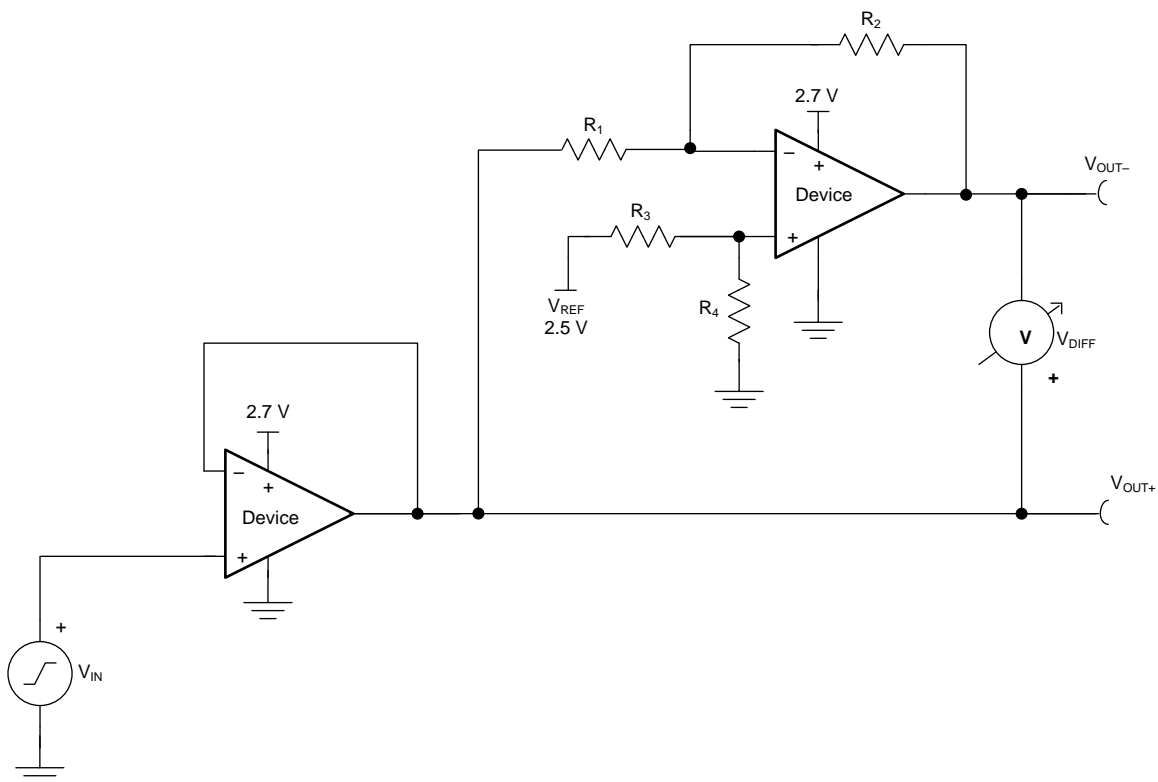 R2
2.7 V
R1
VOUT–
–
+
Device
R3
+
VREF
2.5 V
R4
V
VDIFF
+
2.7 V
–
+
Device
+
VOUT+
+
VIN